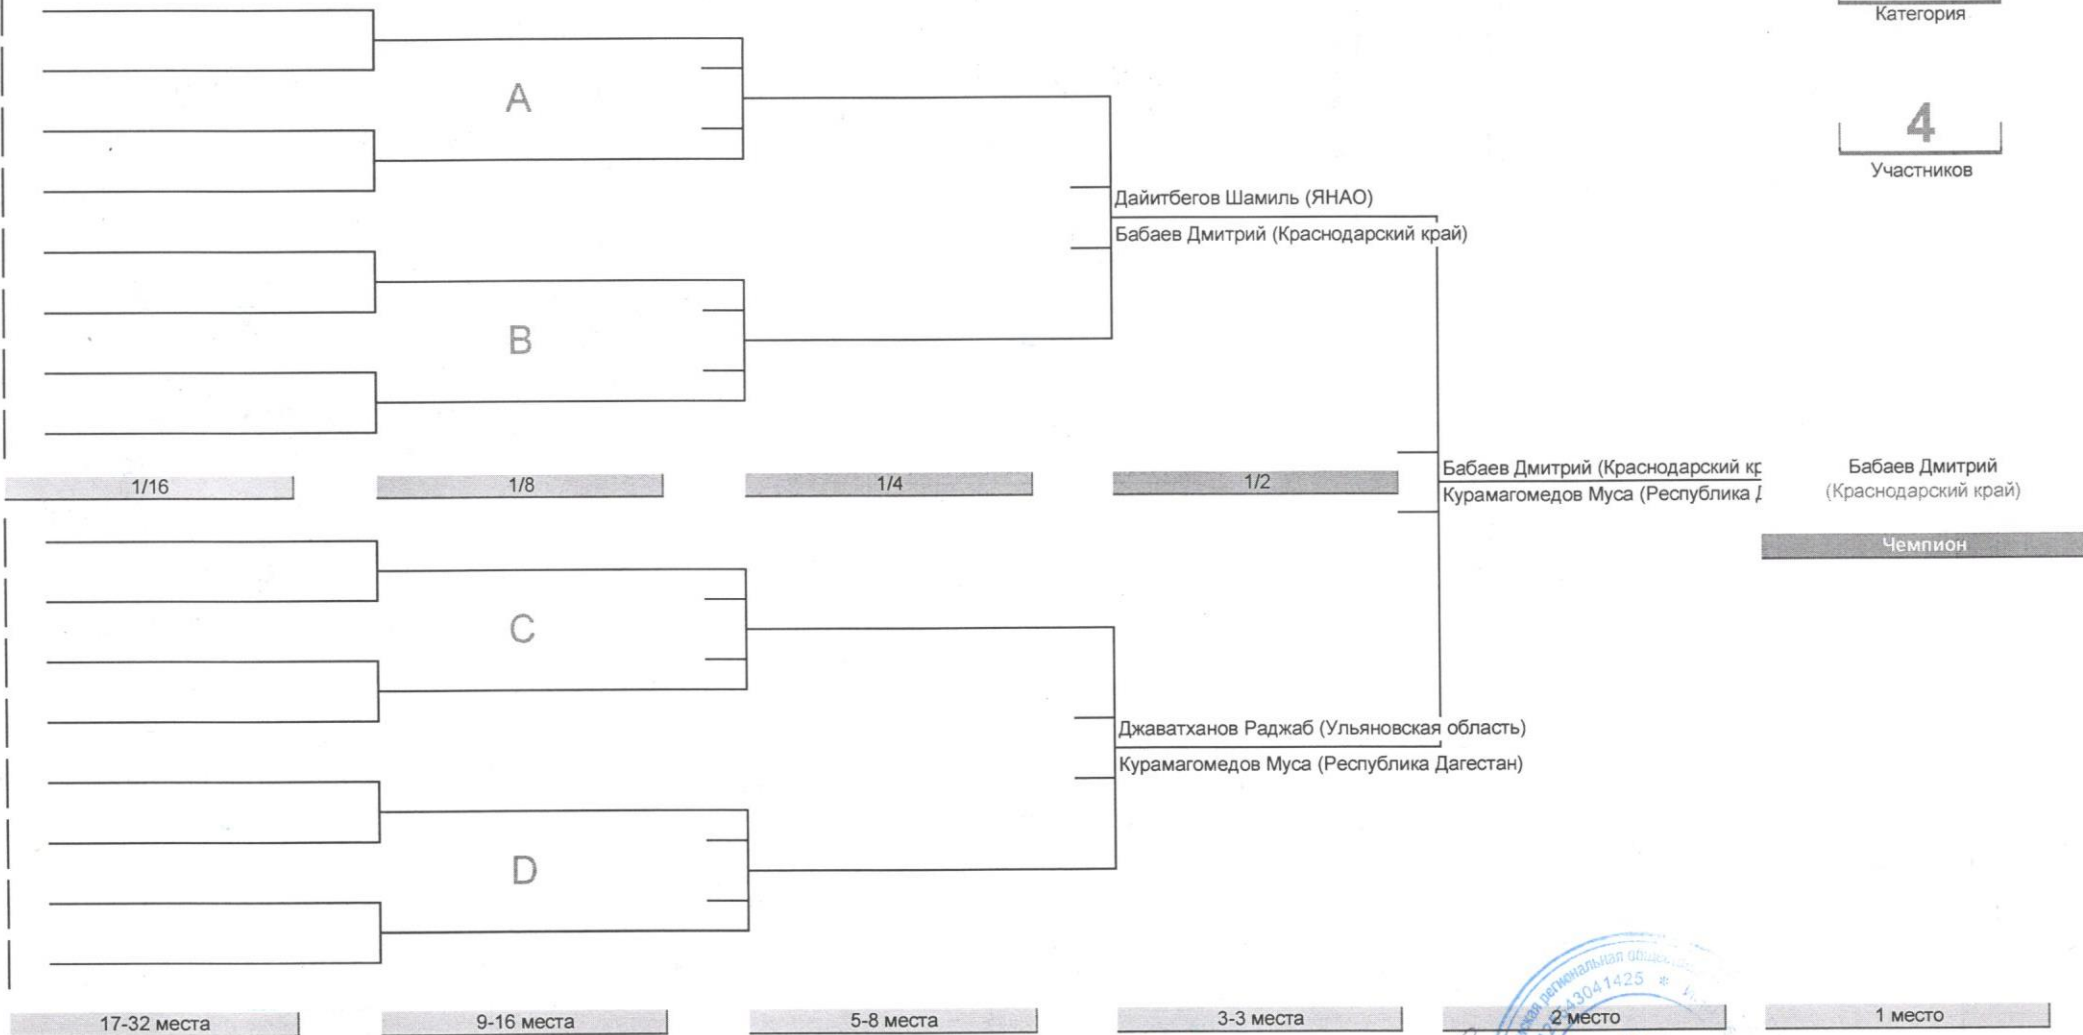 Категория
A
4
Участников
Дайитбегов Шамиль (ЯНАО)
Бабаев Дмитрий (Краснодарский край)
B
1/16
1/8
1/4
1/2
Бабаев Дмитрий (Краснодарский кр
Курамагомедов Муса (Республика Д
Бабаев Дмитрий
(Краснодарский край)
Чемпион
C
Джаватханов Раджаб (Ульяновская область)
Курамагомедов Муса (Республика Дагестан)
D
региональная
43041425 *
17-32 места
9-16 места
5-8 места
3-3 места
2 место
1 место